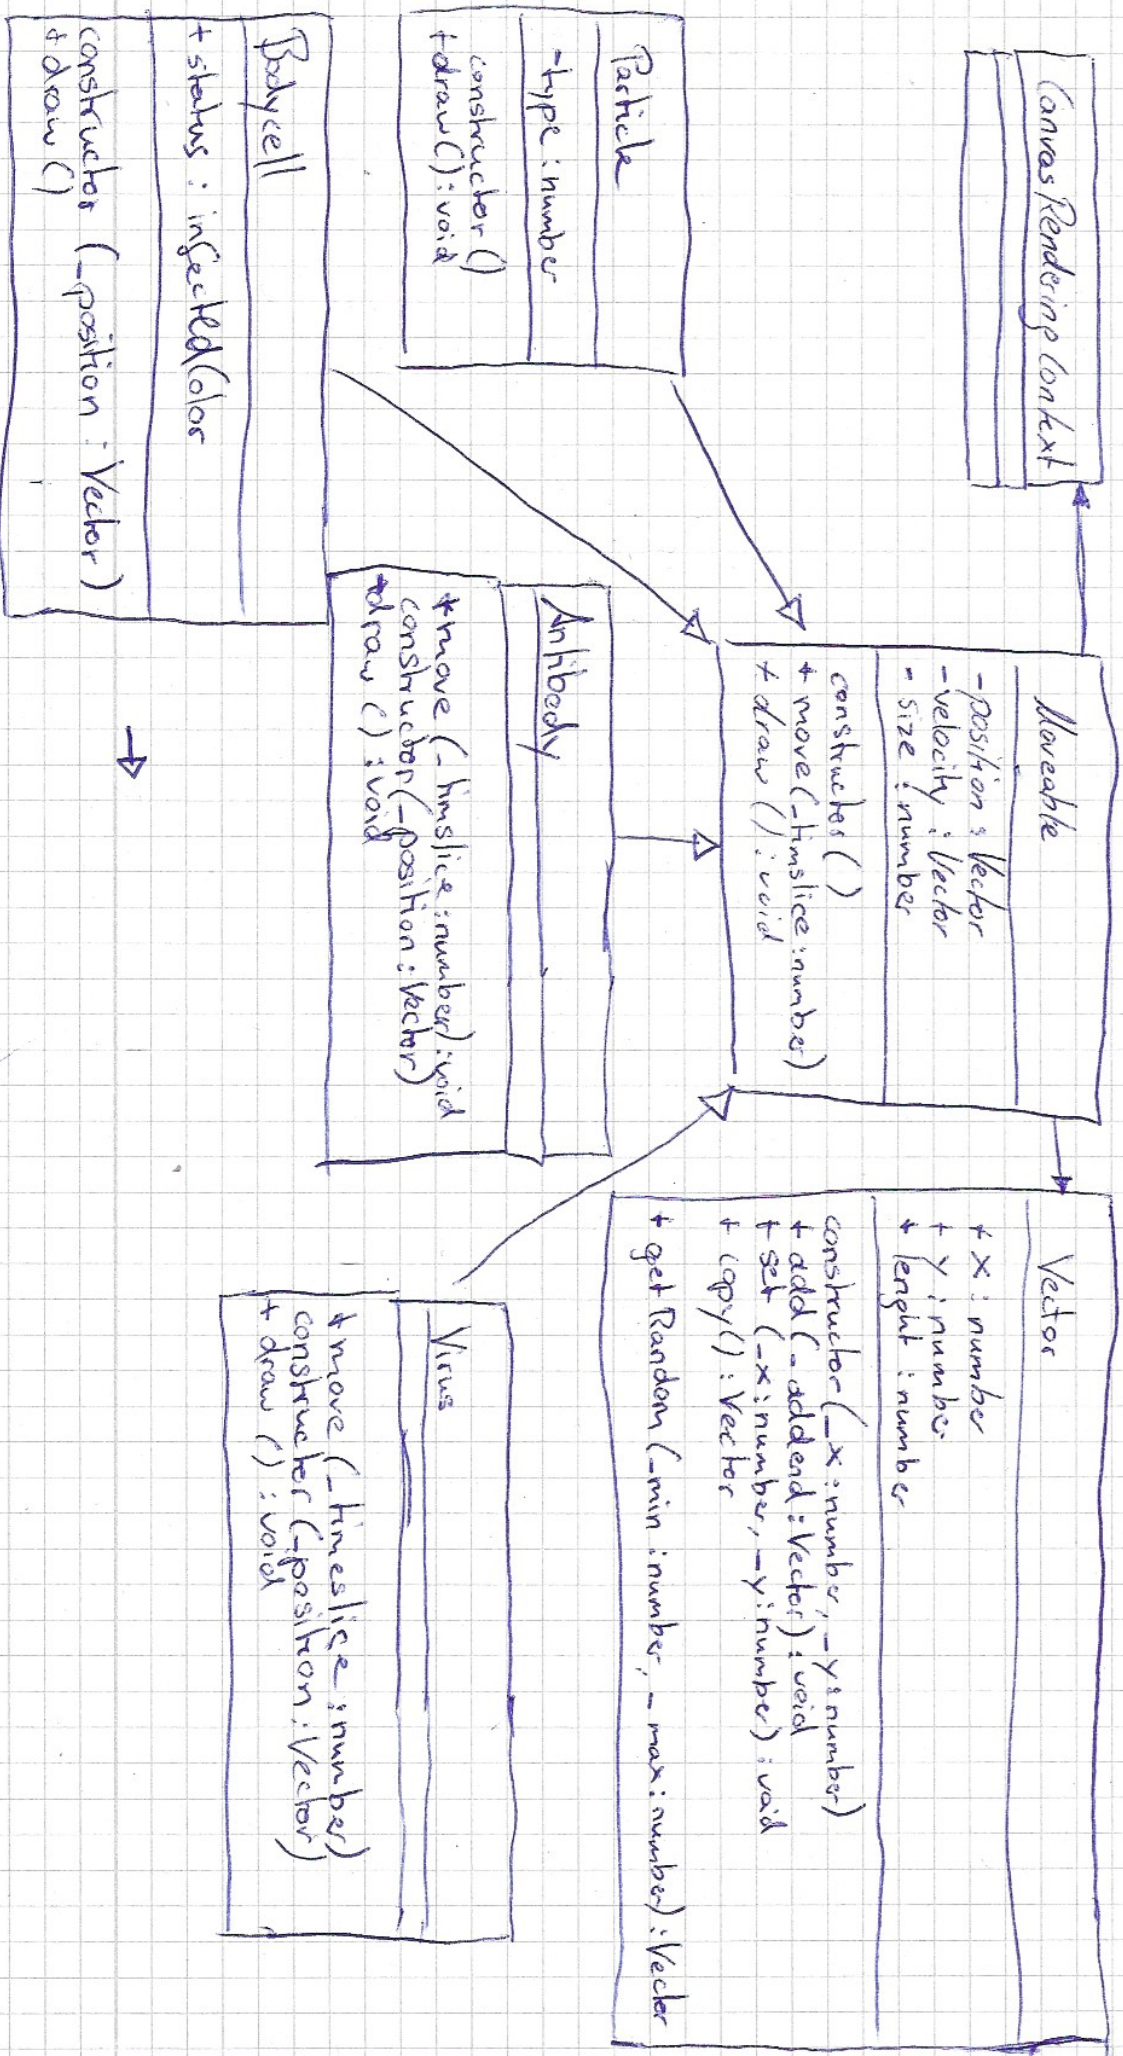 CanvasRenderingContext
Moveable
-position : Vector
-velocity : Vector
- size : number
constructor ()
+ move (_timslice : number)
+ draw () : void
Vector
+ X : number
+ Y : number
+ lenght : number
constructor (_X : number, _Y : number)
+ add (_addend : Vector) : void
+ set (_x : number, _y : number) : void
+ copy () : Vector
+ getRandom (_min : number, _max : number) : Vector
Particle
-type : number
constructor ()
+draw () : void
Antibody
+move (_timslice : number) : void
constructor (_position : Vector)
+draw () : void
Virus
+ move (_timeslice : number)
constructor (_position : Vector)
+ draw () : void
Bodycell
+ status : infectedColor
constructor (_position : Vector)
+ draw ()